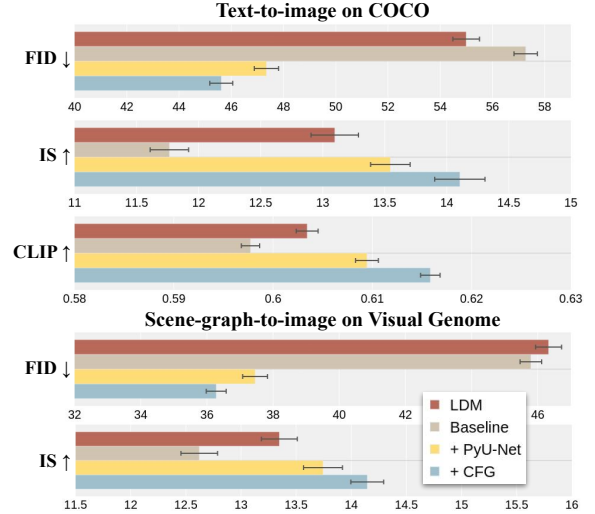 Text-to-image on COCO
FID ↓
40 42 44 46 48 50 52 54 56 58
IS ↑
11 11.5 12 12.5 13 13.5 14 14.5 15
CLIP ↑
0.58 0.59 0.6 0.61 0.62 0.63
Scene-graph-to-image on Visual Genome
FID ↓
32 34 36 38 40 42 46
LDM
Baseline
+ PyU-Net
+ CFG
IS ↑
11.5 12 12.5 13 13.5 14 14.5 15 15.5 16